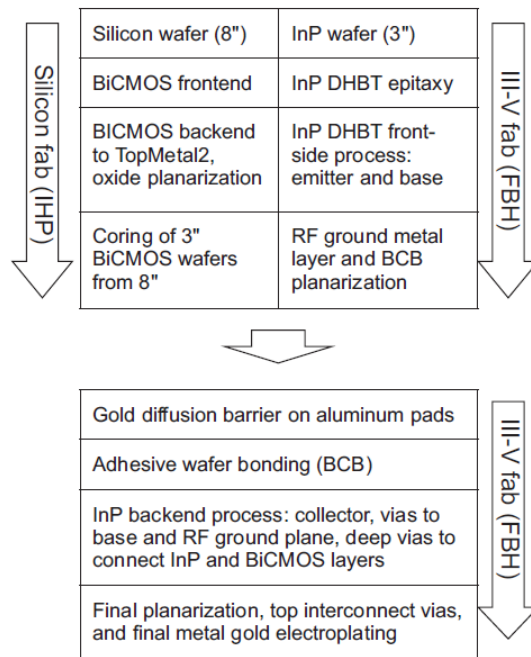 Silicon fab (IHP)
Silicon wafer (8")
InP wafer (3")
BiCMOS frontend
InP DHBT epitaxy
BICMOS backend
to TopMetal2,
oxide planarization
InP DHBT front-
side process:
emitter and base
Coring of 3"
BiCMOS wafers
from 8"
RF ground metal
layer and BCB
planarization
III-V fab (FBH)
Gold diffusion barrier on aluminum pads
Adhesive wafer bonding (BCB)
InP backend process: collector, vias to
base and RF ground plane, deep vias to
connect InP and BiCMOS layers
Final planarization, top interconnect vias,
and final metal gold electroplating
III-V fab (FBH)